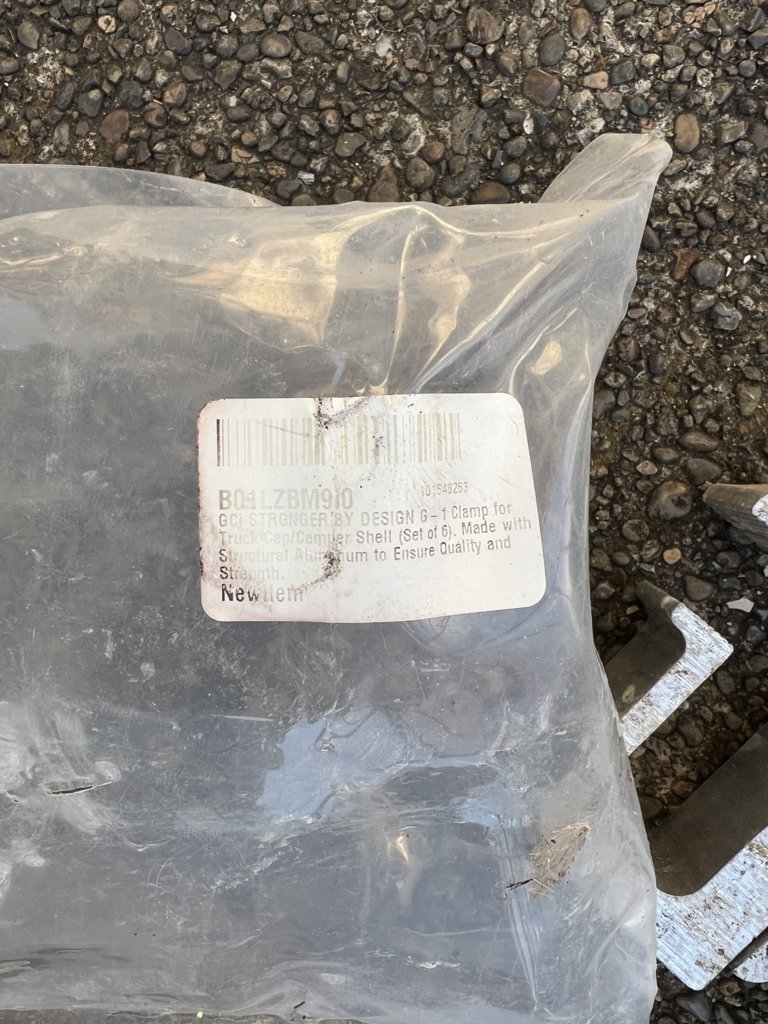 B01LZBM9I0
101548263
GCi STRONGER BY DESIGN G-1 Clamp for
Truck Cap/Camper Shell (Set of 6). Made with
Structural Aluminum to Ensure Quality and
Strength.
NewItem